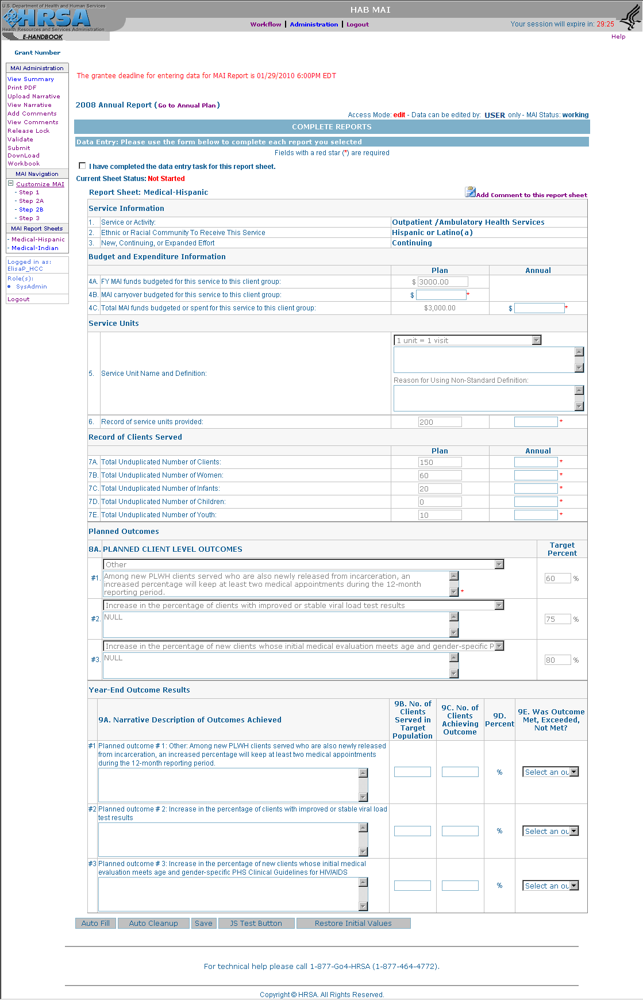 U.S. Department of Health and Human Services
HRSA
Health Resources and Services Administration
E-HANDBOOK
HAB MAI
Workflow | Administration | Logout
Your session will expire in: 29:25
Help
Grant Number
MAI Administration
View Summary
Print PDF
Upload Narrative
View Narrative
Add Comments
View Comments
Release Lock
Validate
Submit
DownLoad
Workbook
MAI Navigation
Customize MAI
- Step 1
- Step 2A
- Step 2B
- Step 3
MAI Report Sheets
- Medical-Hispanic
- Medical-Indian
Logged in as:
ElisaP_HCC
Role(s):
SysAdmin
Logout
The grantee deadline for entering data for MAI Report is 01/29/2010 6:00PM EDT
2008 Annual Report (Go to Annual Plan)
Access Mode: edit - Data can be edited by: USER only - MAI Status: working
COMPLETE REPORTS
Data Entry: Please use the form below to complete each report you selected
Fields with a red star (*) are required
I have completed the data entry task for this report sheet.
Current Sheet Status: Not Started
Report Sheet: Medical-Hispanic
Add Comment to this report sheet
Service Information
1. Service or Activity: Outpatient /Ambulatory Health Services
2. Ethnic or Racial Community To Receive This Service Hispanic or Latino(a)
3. New, Continuing, or Expanded Effort Continuing
Budget and Expenditure Information
Plan Annual
4A. FY MAI funds budgeted for this service to this client group: $ 3000.00
4B. MAI carryover budgeted for this service to this client group: $ *
4C. Total MAI funds budgeted or spent for this service to this client group: $3,000.00 $ *
Service Units
5. Service Unit Name and Definition:
1 unit = 1 visit
Reason for Using Non-Standard Definition:
6. Record of service units provided: 200 *
Record of Clients Served
Plan Annual
7A. Total Unduplicated Number of Clients: 150 *
7B. Total Unduplicated Number of Women: 60 *
7C. Total Unduplicated Number of Infants: 20 *
7D. Total Unduplicated Number of Children: 0 *
7E. Total Unduplicated Number of Youth: 10 *
Planned Outcomes
8A. PLANNED CLIENT LEVEL OUTCOMES
Target
Percent
#1.
Other
Among new PLWH clients served who are also newly released from incarceration, an
increased percentage will keep at least two medical appointments during the 12-month
reporting period. *
60 %
#2.
Increase in the percentage of clients with improved or stable viral load test results
NULL
75 %
#3.
Increase in the percentage of new clients whose initial medical evaluation meets age and gender-specific P
NULL
80 %
Year-End Outcome Results
9A. Narrative Description of Outcomes Achieved
9B. No. of
Clients
Served in
Target
Population
9C. No. of
Clients
Achieving
Outcome
9D.
Percent
9E. Was Outcome
Met, Exceeded,
Not Met?
#1 Planned outcome # 1: Other: Among new PLWH clients served who are also newly released
from incarceration, an increased percentage will keep at least two medical appointments
during the 12-month reporting period.
% Select an ou
#2 Planned outcome # 2: Increase in the percentage of clients with improved or stable viral load
test results
% Select an ou
#3 Planned outcome # 3: Increase in the percentage of new clients whose initial medical
evaluation meets age and gender-specific PHS Clinical Guidelines for HIV/AIDS
% Select an ou
Auto Fill Auto Cleanup Save JS Test Button Restore Initial Values
For technical help please call 1-877-Go4-HRSA (1-877-464-4772).
Copyright © HRSA. All Rights Reserved.